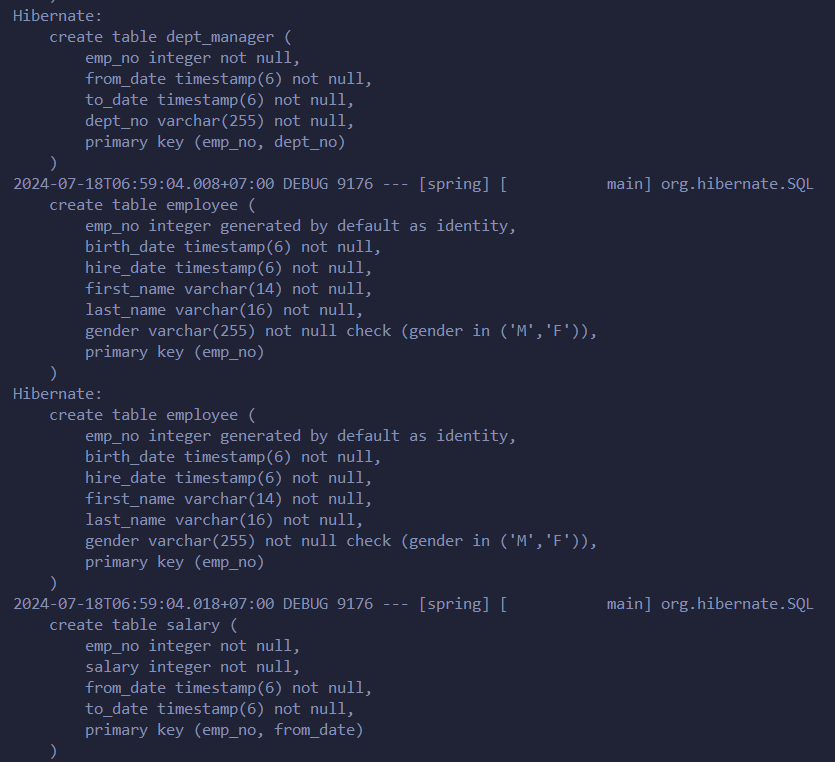 Hibernate:
    create table dept_manager (
        emp_no integer not null,
        from_date timestamp(6) not null,
        to_date timestamp(6) not null,
        dept_no varchar(255) not null,
        primary key (emp_no, dept_no)
    )
2024-07-18T06:59:04.008+07:00 DEBUG 9176 --- [spring] [           main] org.hibernate.SQL
    create table employee (
        emp_no integer generated by default as identity,
        birth_date timestamp(6) not null,
        hire_date timestamp(6) not null,
        first_name varchar(14) not null,
        last_name varchar(16) not null,
        gender varchar(255) not null check (gender in ('M','F')),
        primary key (emp_no)
    )
Hibernate:
    create table employee (
        emp_no integer generated by default as identity,
        birth_date timestamp(6) not null,
        hire_date timestamp(6) not null,
        first_name varchar(14) not null,
        last_name varchar(16) not null,
        gender varchar(255) not null check (gender in ('M','F')),
        primary key (emp_no)
    )
2024-07-18T06:59:04.018+07:00 DEBUG 9176 --- [spring] [           main] org.hibernate.SQL
    create table salary (
        emp_no integer not null,
        salary integer not null,
        from_date timestamp(6) not null,
        to_date timestamp(6) not null,
        primary key (emp_no, from_date)
    )